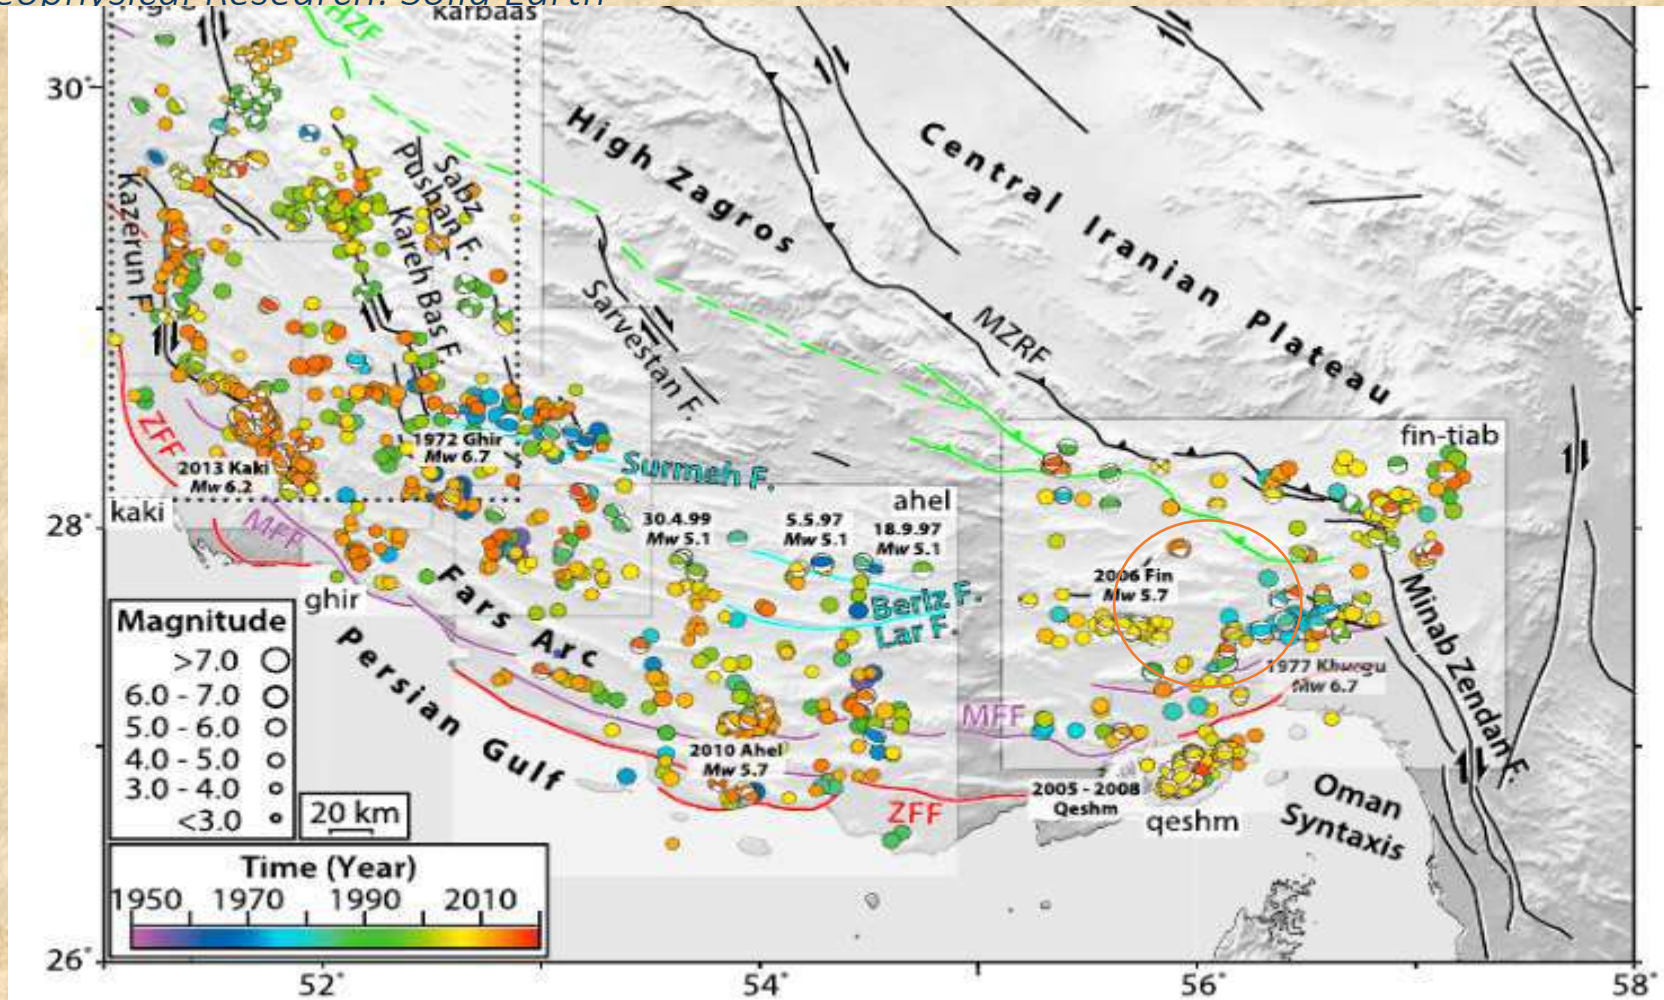 eophysical Research: Solid Earth
karbaas
HZF
30°
High Zagros
Central Iranian Plateau
Sabz
Pushan F.
Kareh Bas F.
Kazerun F.
Sarvestan F.
MZRF
ZFF
1972 Ghir
Mw 6.7
2013 Kaki
Mw 6.2
Surmeh F.
fin-tiab
kaki
ahel
28°
MFF
30.4.99
Mw 5.1
5.5.97
Mw 5.1
18.9.97
Mw 5.1
2006 Fin
Mw 5.7
Beriz F.
Lar F.
ghir
Fars Arc
Persian Gulf
Minab Zendan F.
1977 Khurgu
Mw 6.7
MFF
Magnitude
>7.0
6.0 - 7.0
5.0 - 6.0
4.0 - 5.0
3.0 - 4.0
<3.0
20 km
2010 Ahel
Mw 5.7
ZFF
2005 - 2008
Qeshm
qeshm
Oman
Syntaxis
Time (Year)
1950 1970 1990 2010
26°
52° 54° 56° 58°